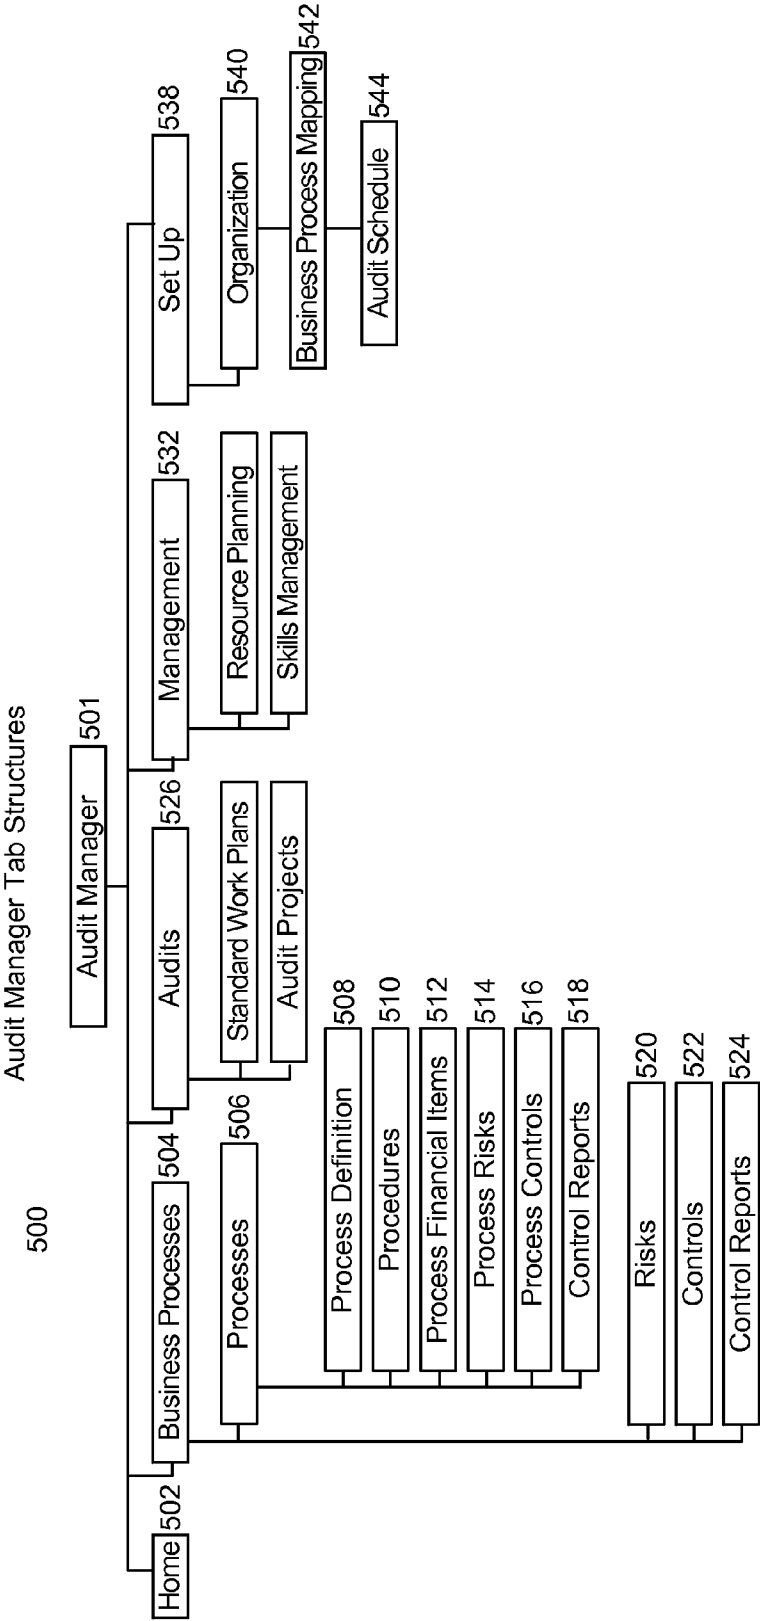 Audit Manager Tab Structures
500
Audit Manager 501
Home 502
Business Processes 504
Processes 506
Process Definition 508
Procedures 510
Process Financial Items 512
Process Risks 514
Process Controls 516
Control Reports 518
Risks 520
Controls 522
Control Reports 524
Audits 526
Standard Work Plans
Audit Projects
Management 532
Resource Planning
Skills Management
Set Up 538
Organization 540
Business Process Mapping 542
Audit Schedule 544